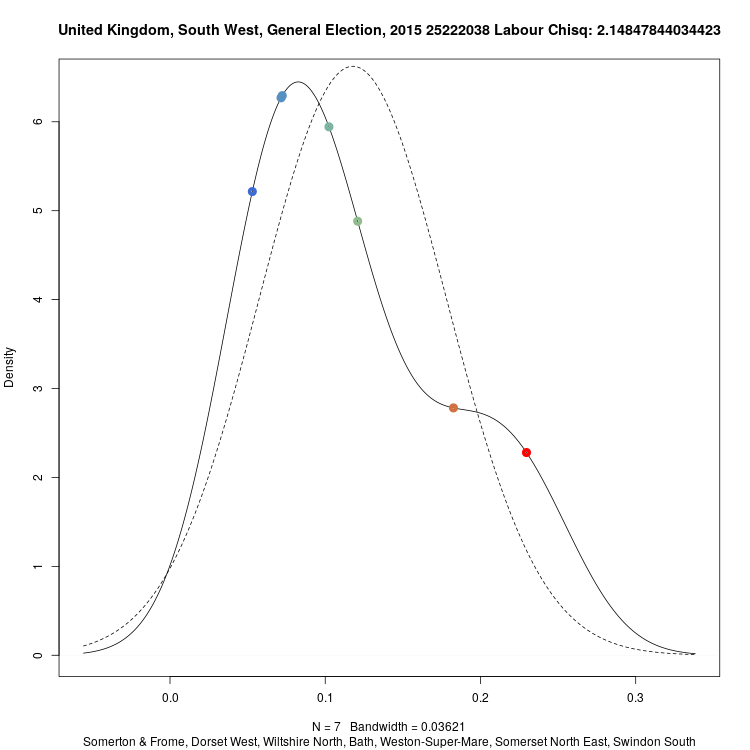 United Kingdom, South West, General Election, 2015 25222038 Labour Chisq: 2.14847844034423
Density
6
5
4
3
2
1
0
0.0 0.1 0.2 0.3
N = 7 Bandwidth = 0.03621
Somerton & Frome, Dorset West, Wiltshire North, Bath, Weston-Super-Mare, Somerset North East, Swindon South